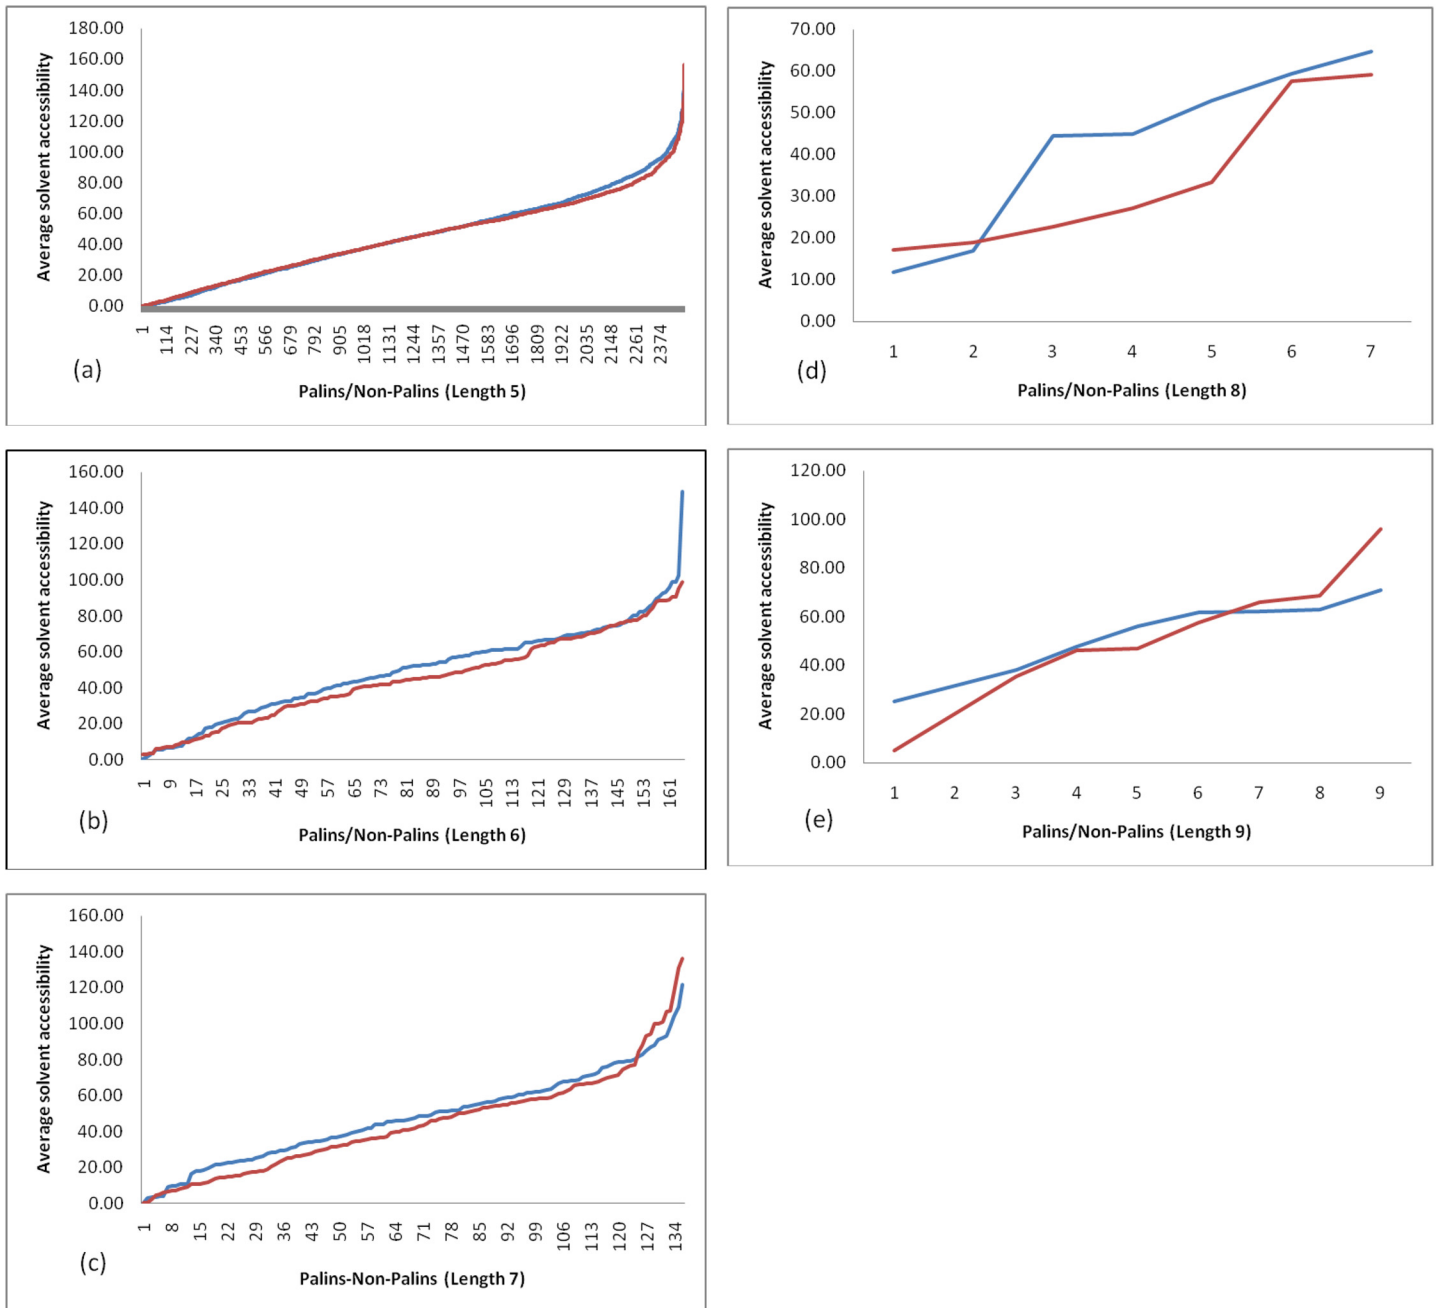 Average solvent accessibility
180.00
160.00
140.00
120.00
100.00
80.00
60.00
40.00
20.00
0.00
1 114 227 340 453 566 679 792 905 1018 1131 1244 1357 1470 1583 1696 1809 1922 2035 2148 2261 2374
(a)
Palins/Non-Palins (Length 5)
Average solvent accessibility
160.00
140.00
120.00
100.00
80.00
60.00
40.00
20.00
0.00
1 9 17 25 33 41 49 57 65 73 81 89 97 105 113 121 129 137 145 153 161
(b)
Palins/Non-Palins (Length 6)
Average solvent accessibility
160.00
140.00
120.00
100.00
80.00
60.00
40.00
20.00
0.00
1 8 15 22 29 36 43 50 57 64 71 78 85 92 99 106 113 120 127 134
(c)
Palins-Non-Palins (Length 7)
Average solvent accessibility
70.00
60.00
50.00
40.00
30.00
20.00
10.00
0.00
1 2 3 4 5 6 7
(d)
Palins/Non-Palins (Length 8)
Average solvent accessibility
120.00
100.00
80.00
60.00
40.00
20.00
0.00
1 2 3 4 5 6 7 8 9
(e)
Palins/Non-Palins (Length 9)